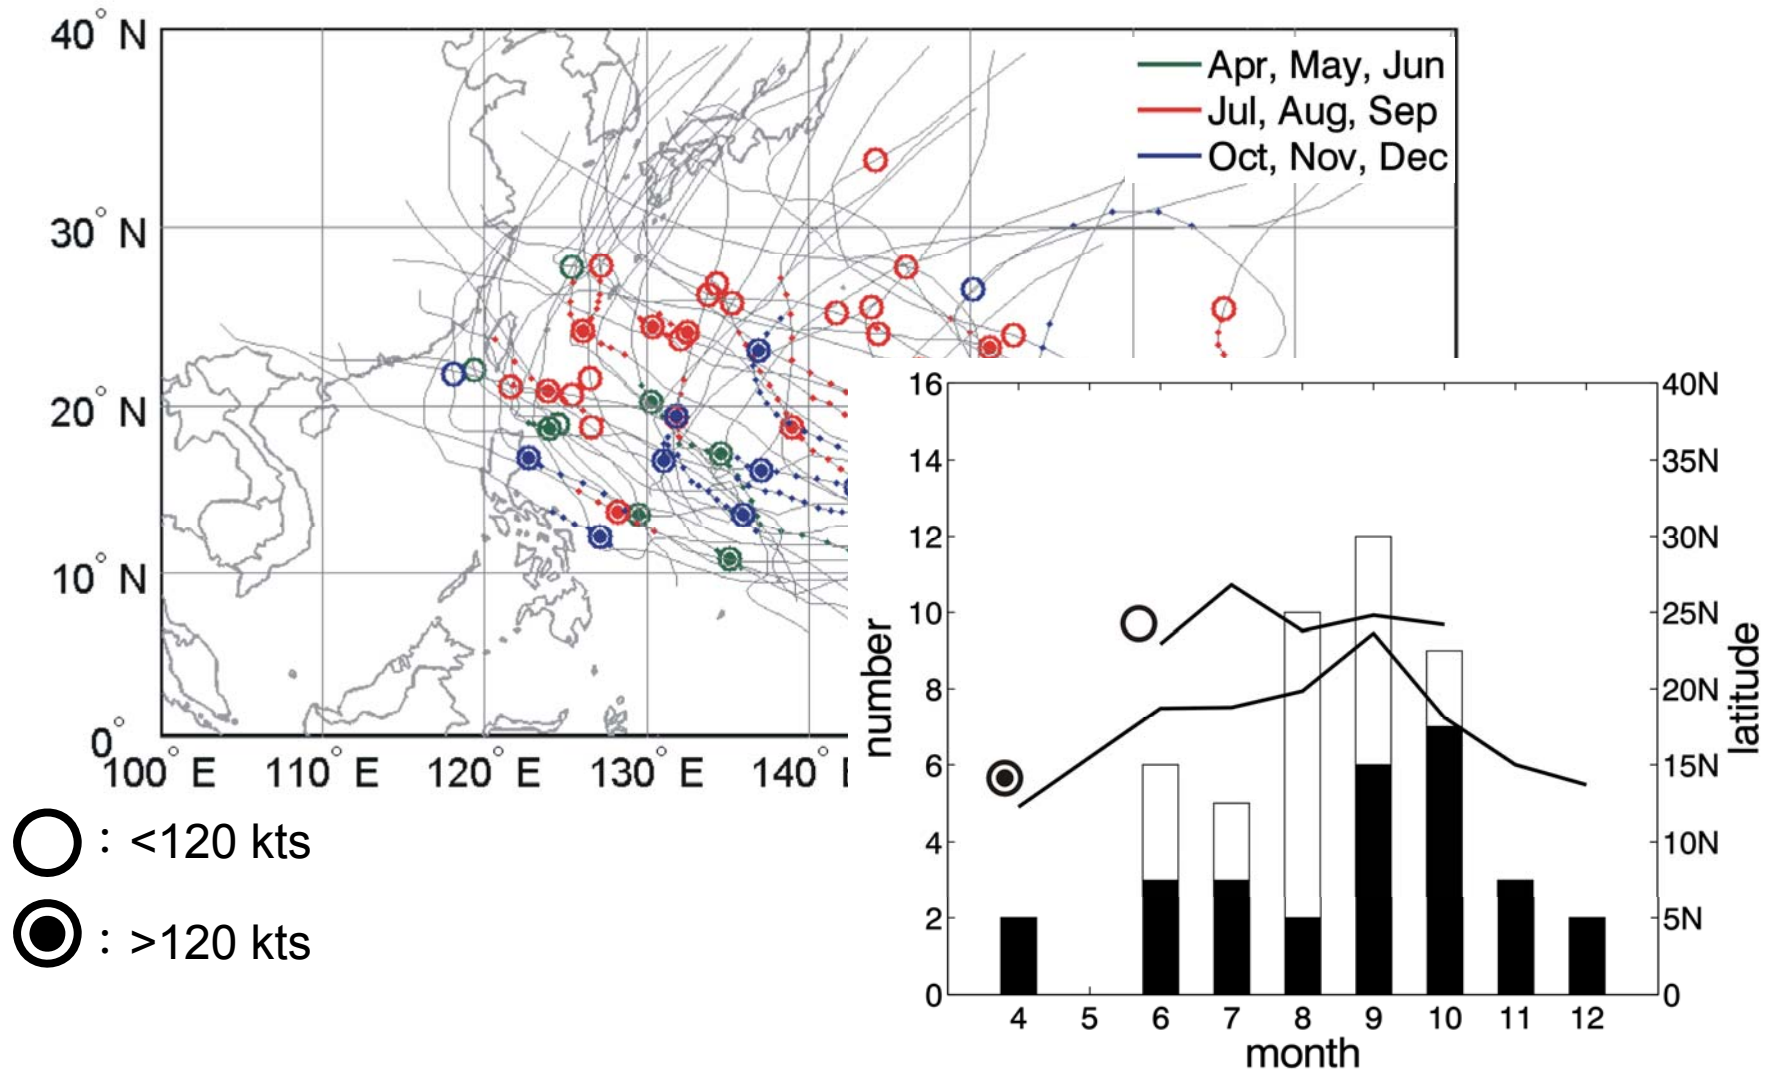 40° N
30° N
20° N
10° N
0°
100° E
110° E
120° E
130° E
140° E
Apr, May, Jun
Jul, Aug, Sep
Oct, Nov, Dec
: <120 kts
: >120 kts
16
14
12
10
8
6
4
2
0
number
40N
35N
30N
25N
20N
15N
10N
5N
0
latitude
4 5 6 7 8 9 10 11 12
month